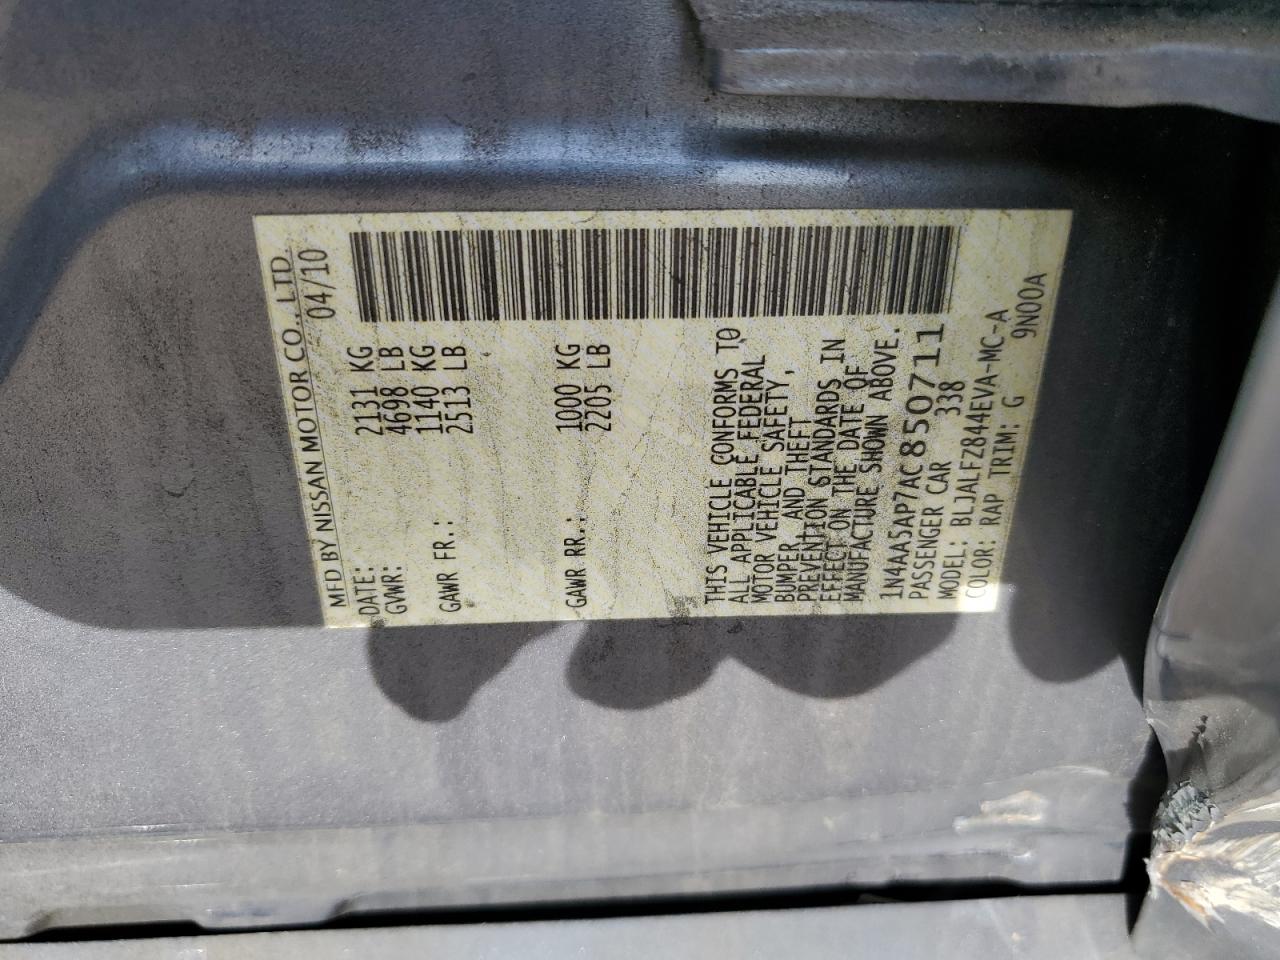 MFD BY NISSAN MOTOR CO., LTD.
DATE: 04/10
GVWR: 2131 KG
4698 LB
GAWR FR.: 1140 KG
2513 LB
GAWR RR.: 1000 KG
2205 LB
THIS VEHICLE CONFORMS TO
ALL APPLICABLE FEDERAL
MOTOR VEHICLE SAFETY,
BUMPER, AND THEFT
PREVENTION STANDARDS IN
EFFECT ON THE DATE OF
MANUFACTURE SHOWN ABOVE.
1N4AA5AP7AC850711
PASSENGER CAR 338
MODEL: BLJALFZ844EVA-MC-A
COLOR: RAP TRIM: G 9N00A